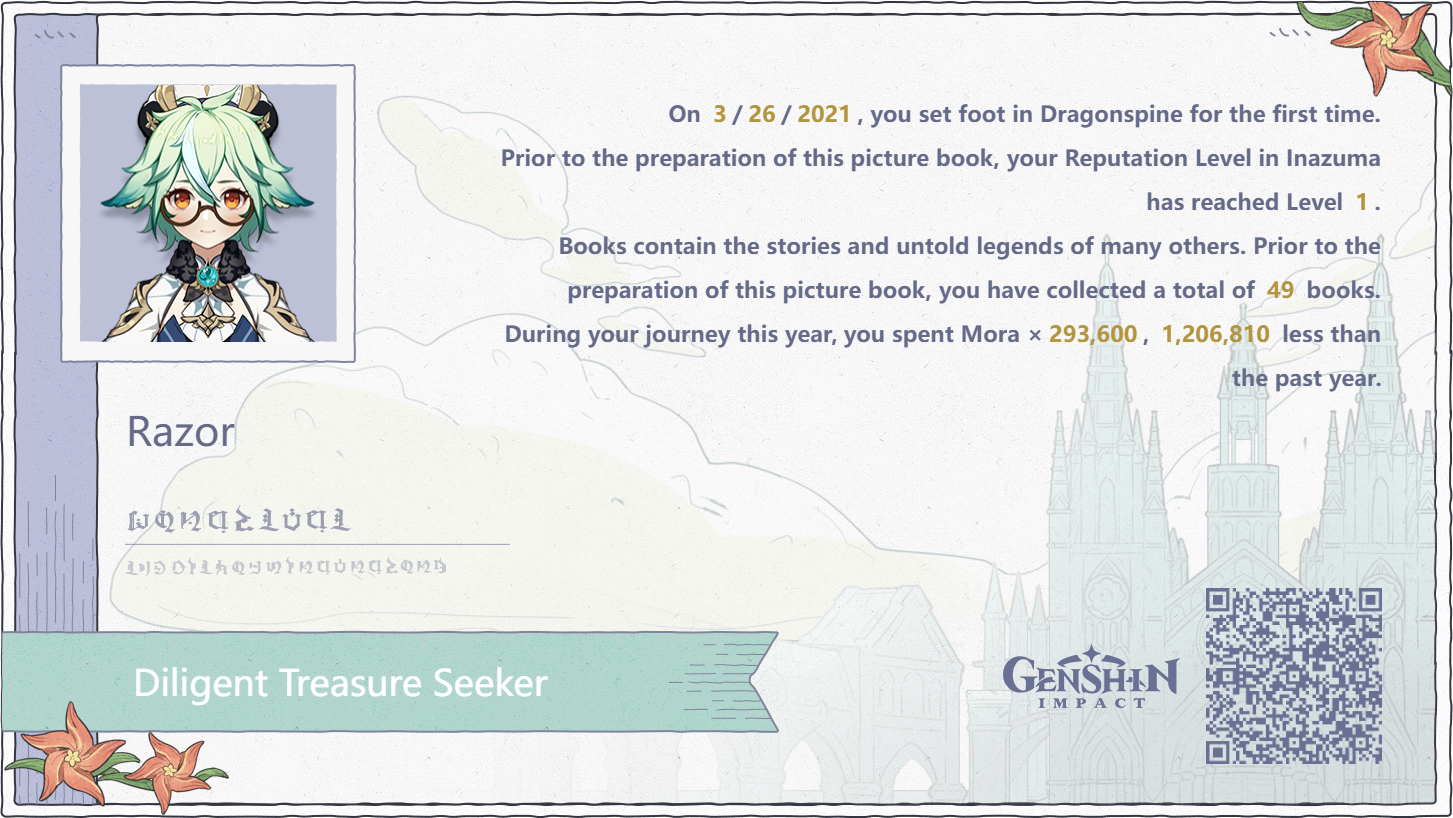 On 3 / 26 / 2021 , you set foot in Dragonspine for the first time.
Prior to the preparation of this picture book, your Reputation Level in Inazuma
has reached Level 1 .
Books contain the stories and untold legends of many others. Prior to the
preparation of this picture book, you have collected a total of 49 books.
During your journey this year, you spent Mora × 293,600 , 1,206,810 less than
the past year.
Razor
Diligent Treasure Seeker
GENSHIN
IMPACT